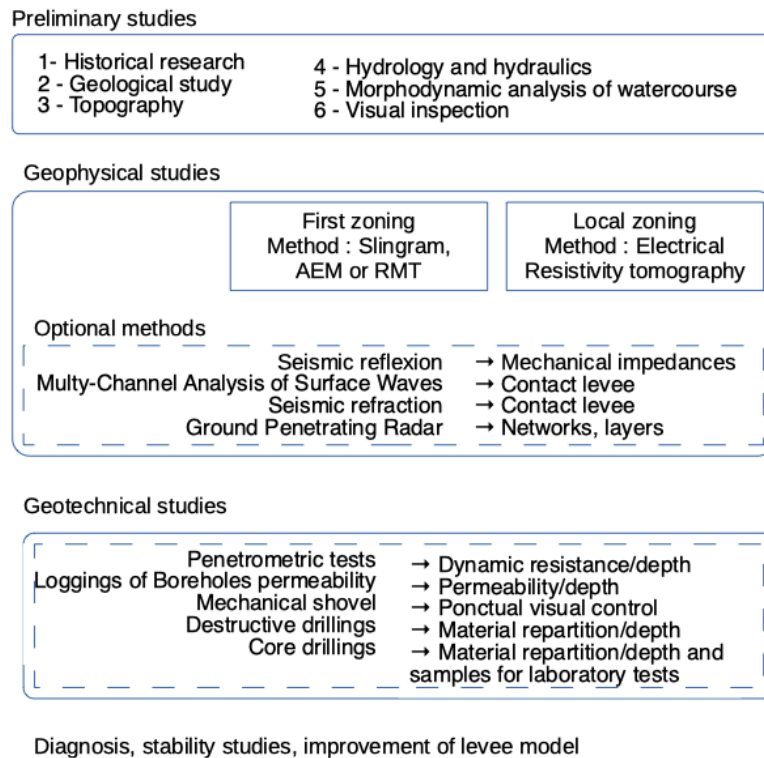 Preliminary studies
1- Historical research
2 - Geological study
3 - Topography
4 - Hydrology and hydraulics
5 - Morphodynamic analysis of watercourse
6 - Visual inspection
Geophysical studies
First zoning
Method : Slingram,
AEM or RMT
Local zoning
Method : Electrical
Resistivity tomography
Optional methods
Seismic reflexion → Mechanical impedances
Multy-Channel Analysis of Surface Waves → Contact levee
Seismic refraction → Contact levee
Ground Penetrating Radar → Networks, layers
Geotechnical studies
Penetrometric tests → Dynamic resistance/depth
Loggings of Boreholes permeability → Permeability/depth
Mechanical shovel → Ponctual visual control
Destructive drillings → Material repartition/depth
Core drillings → Material repartition/depth and
samples for laboratory tests
Diagnosis, stability studies, improvement of levee model